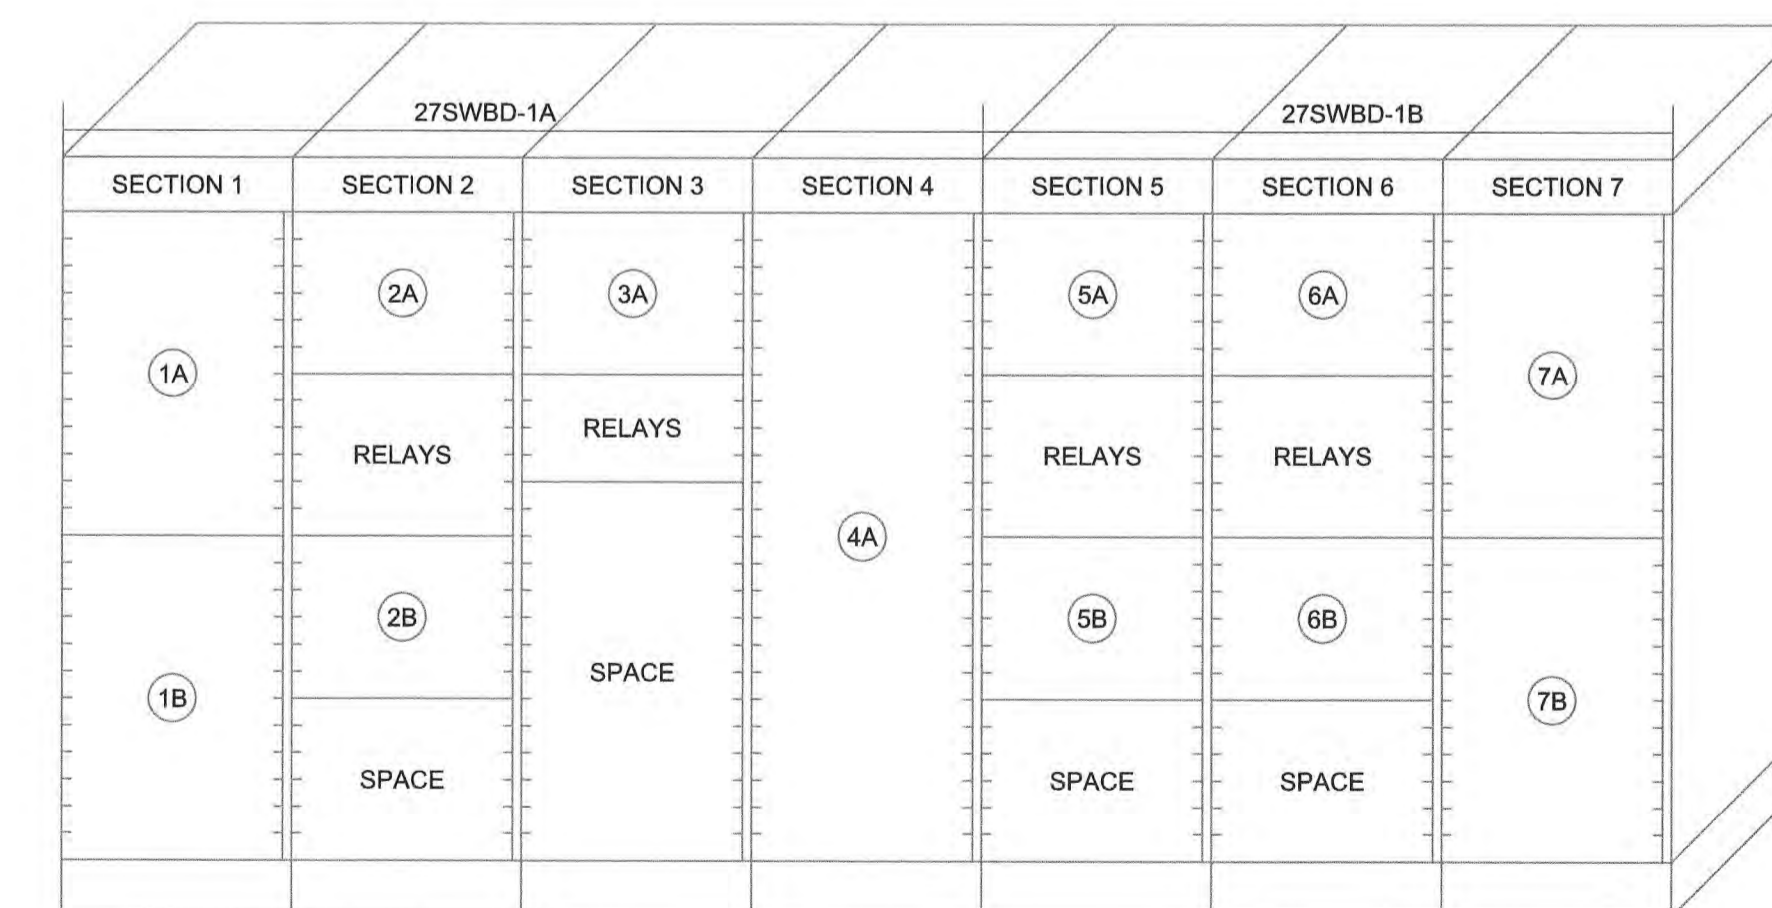 27SWBD-1A 27SWBD-1B
SECTION 1 SECTION 2 SECTION 3 SECTION 4 SECTION 5 SECTION 6 SECTION 7
2A 3A 5A 6A
1A 7A
RELAYS
RELAYS RELAYS RELAYS
4A
2B 5B 6B
SPACE
1B 7B
SPACE SPACE SPACE